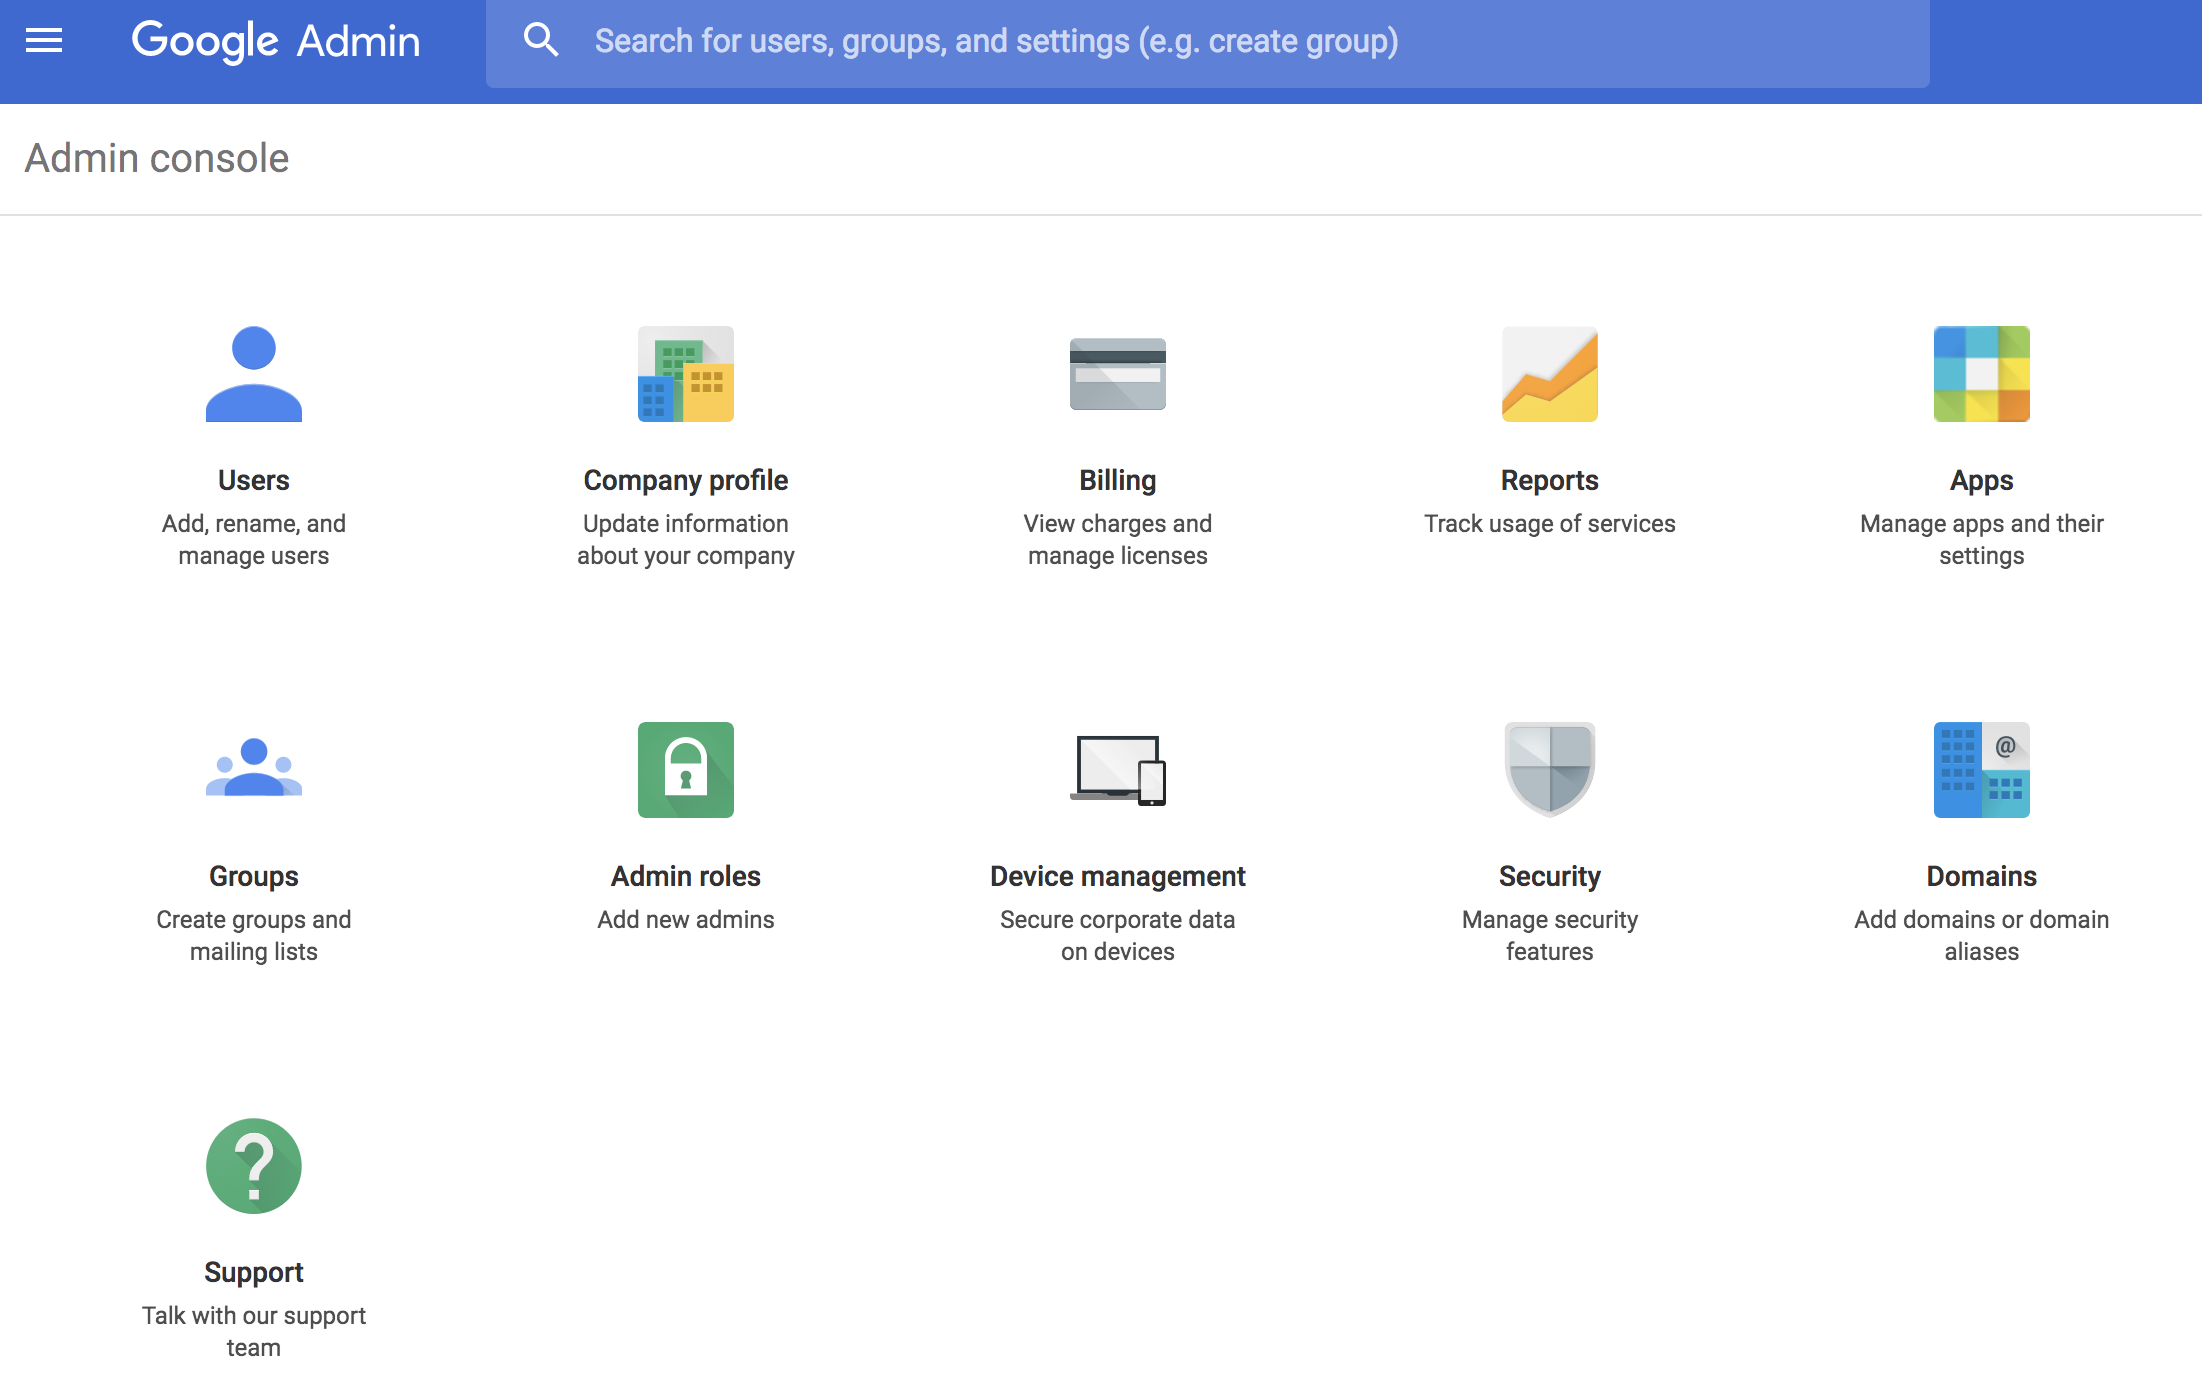 Google Admin
Search for users, groups, and settings (e.g. create group)
Admin console
Users
Add, rename, and
manage users
Company profile
Update information
about your company
Billing
View charges and
manage licenses
Reports
Track usage of services
Apps
Manage apps and their
settings
Groups
Create groups and
mailing lists
Admin roles
Add new admins
Device management
Secure corporate data
on devices
Security
Manage security
features
@
Domains
Add domains or domain
aliases
?
Support
Talk with our support
team